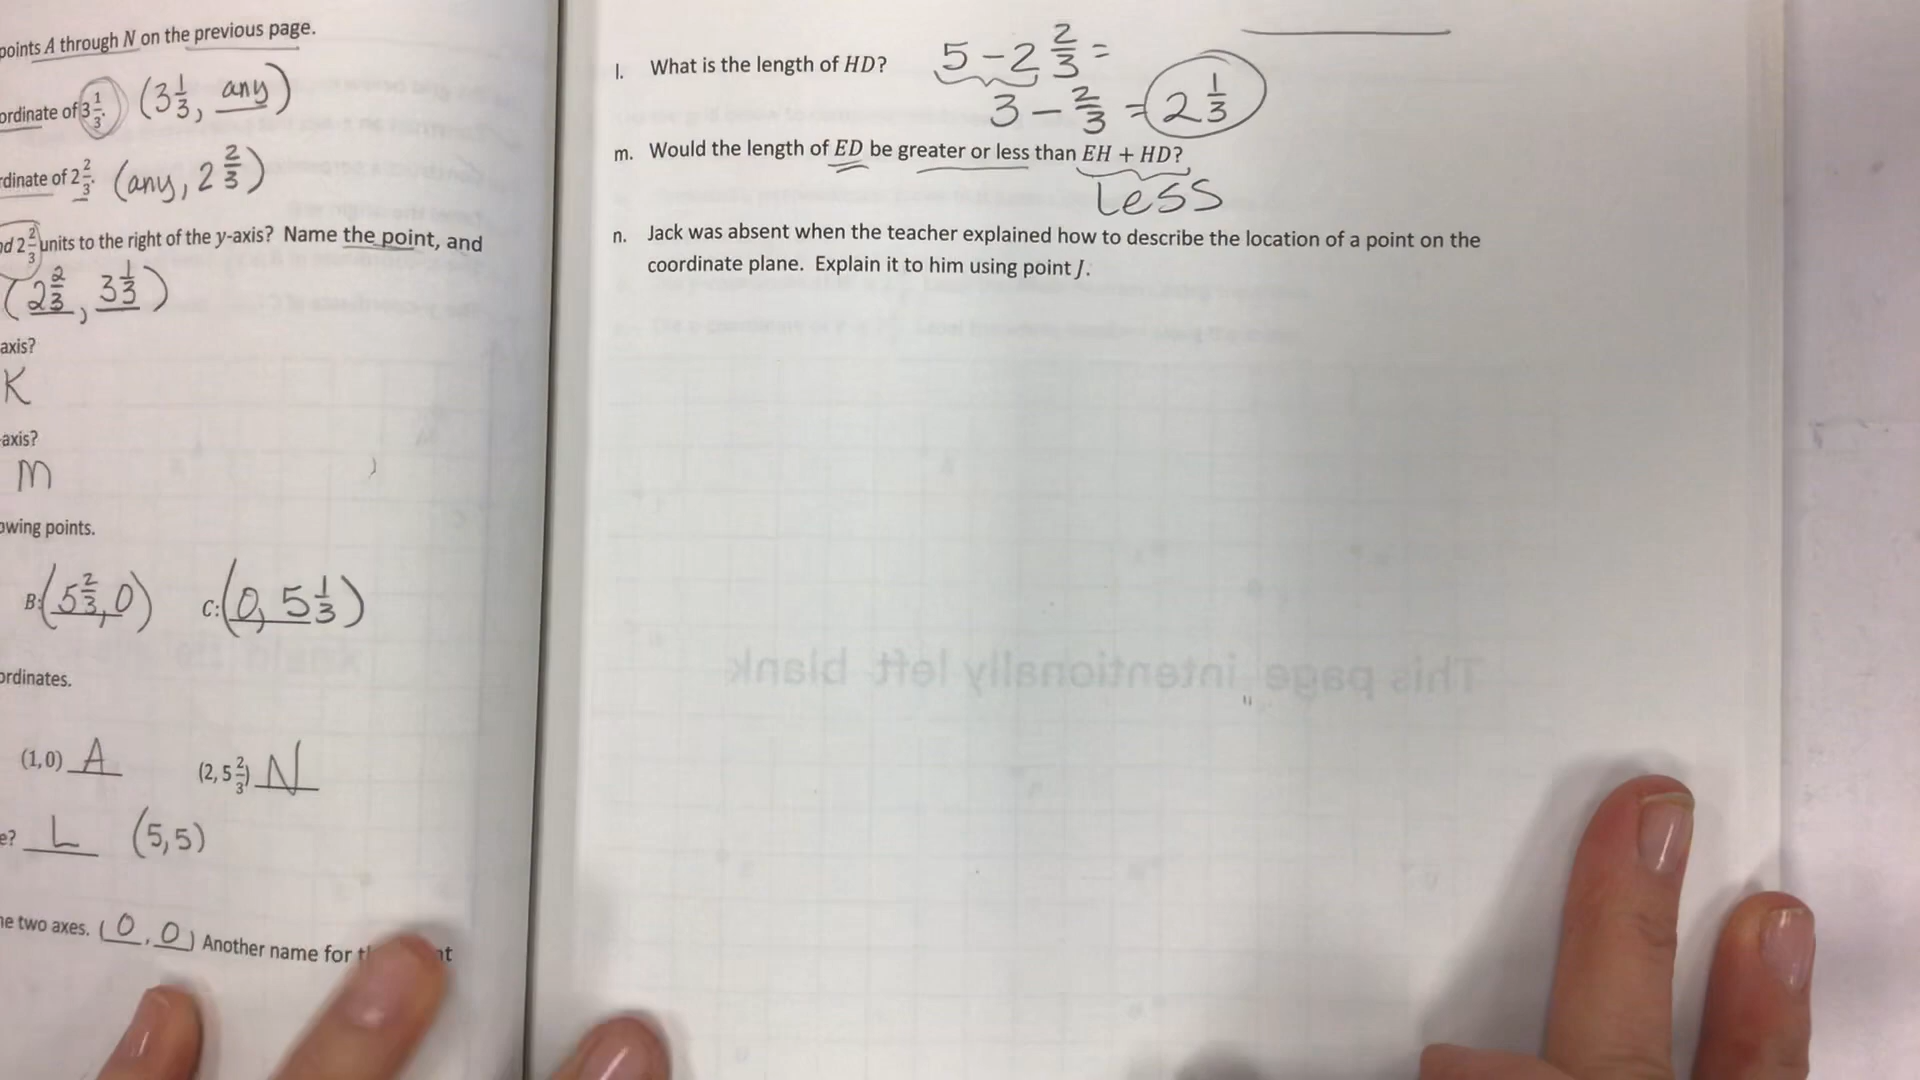 points A through N on the previous page.
ordinate of 3 1/3. (3 1/3, any)
rdinate of 2 2/3. (any, 2 2/3)
nd 2 2/3 units to the right of the y-axis? Name the point, and
(2 2/3, 3 1/3)
axis?
K
axis?
M
owing points.
B: (5 2/3, 0) C: (0, 5 1/3)
ordinates.
(1,0) A (2, 5 2/3) N
e? L (5,5)
he two axes. (0, 0) Another name for
l. What is the length of HD? 5 - 2 2/3 =
3 - 2/3 = 2 1/3
m. Would the length of ED be greater or less than EH + HD?
Less
n. Jack was absent when the teacher explained how to describe the location of a point on the
coordinate plane. Explain it to him using point J.
This page intentionally left blank